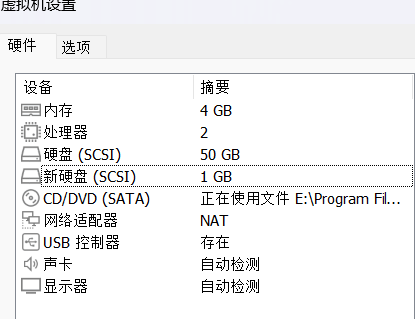 虚拟机设置
硬件 选项
设备 摘要
内存 4 GB
处理器 2
硬盘 (SCSI) 50 GB
新硬盘 (SCSI) 1 GB
CD/DVD (SATA) 正在使用文件 E:\Program Fil...
网络适配器 NAT
USB 控制器 存在
声卡 自动检测
显示器 自动检测